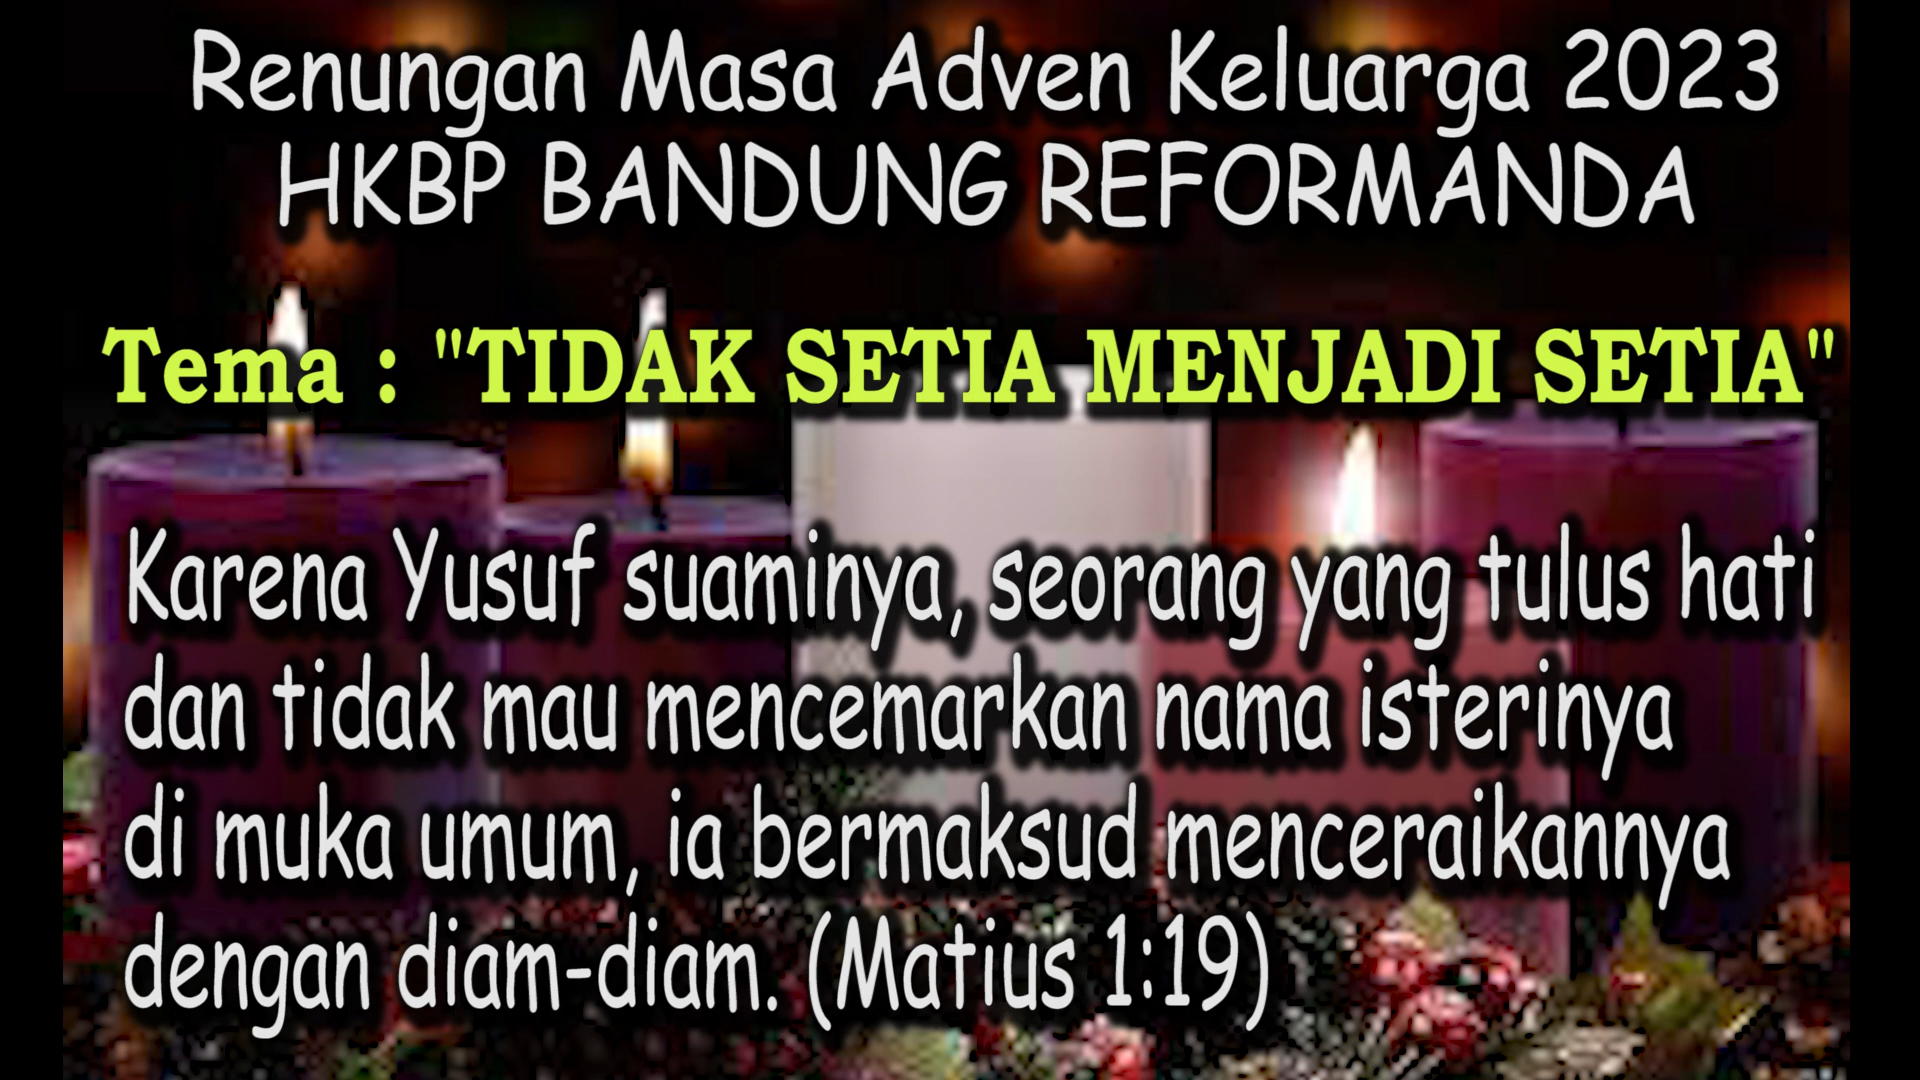 Renungan Masa Adven Keluarga 2023
HKBP BANDUNG REFORMANDA
Tema : "TIDAK SETIA MENJADI SETIA"
Karena Yusuf suaminya, seorang yang tulus hati
dan tidak mau mencemarkan nama isterinya
di muka umum, ia bermaksud menceraikannya
dengan diam-diam. (Matius 1:19)